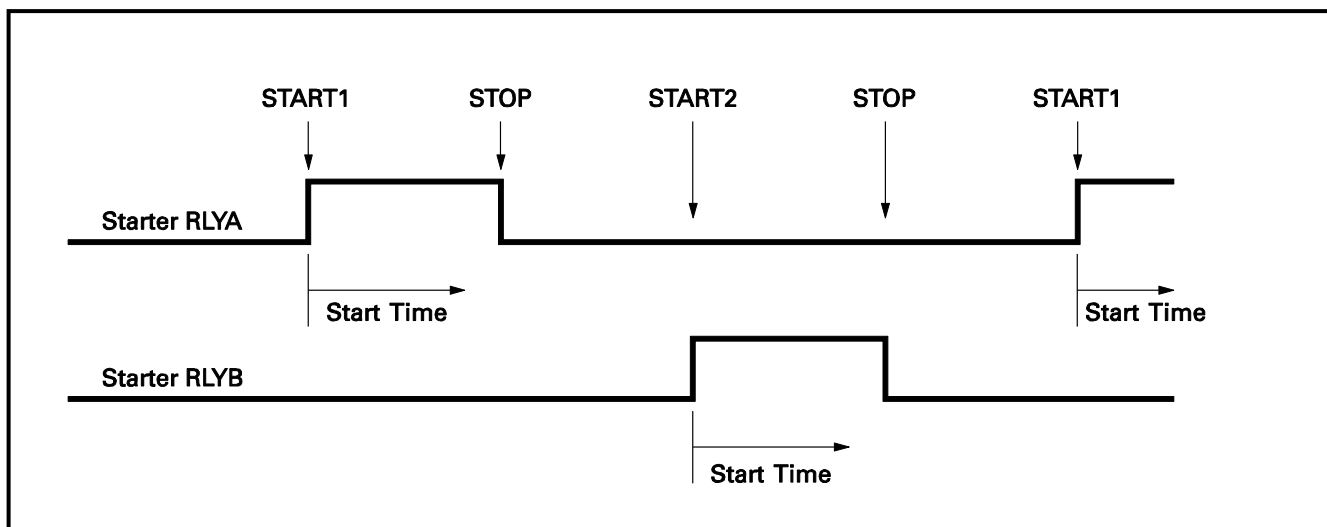 START1 STOP START2 STOP START1
Starter RLYA
Start Time Start Time
Starter RLYB
Start Time